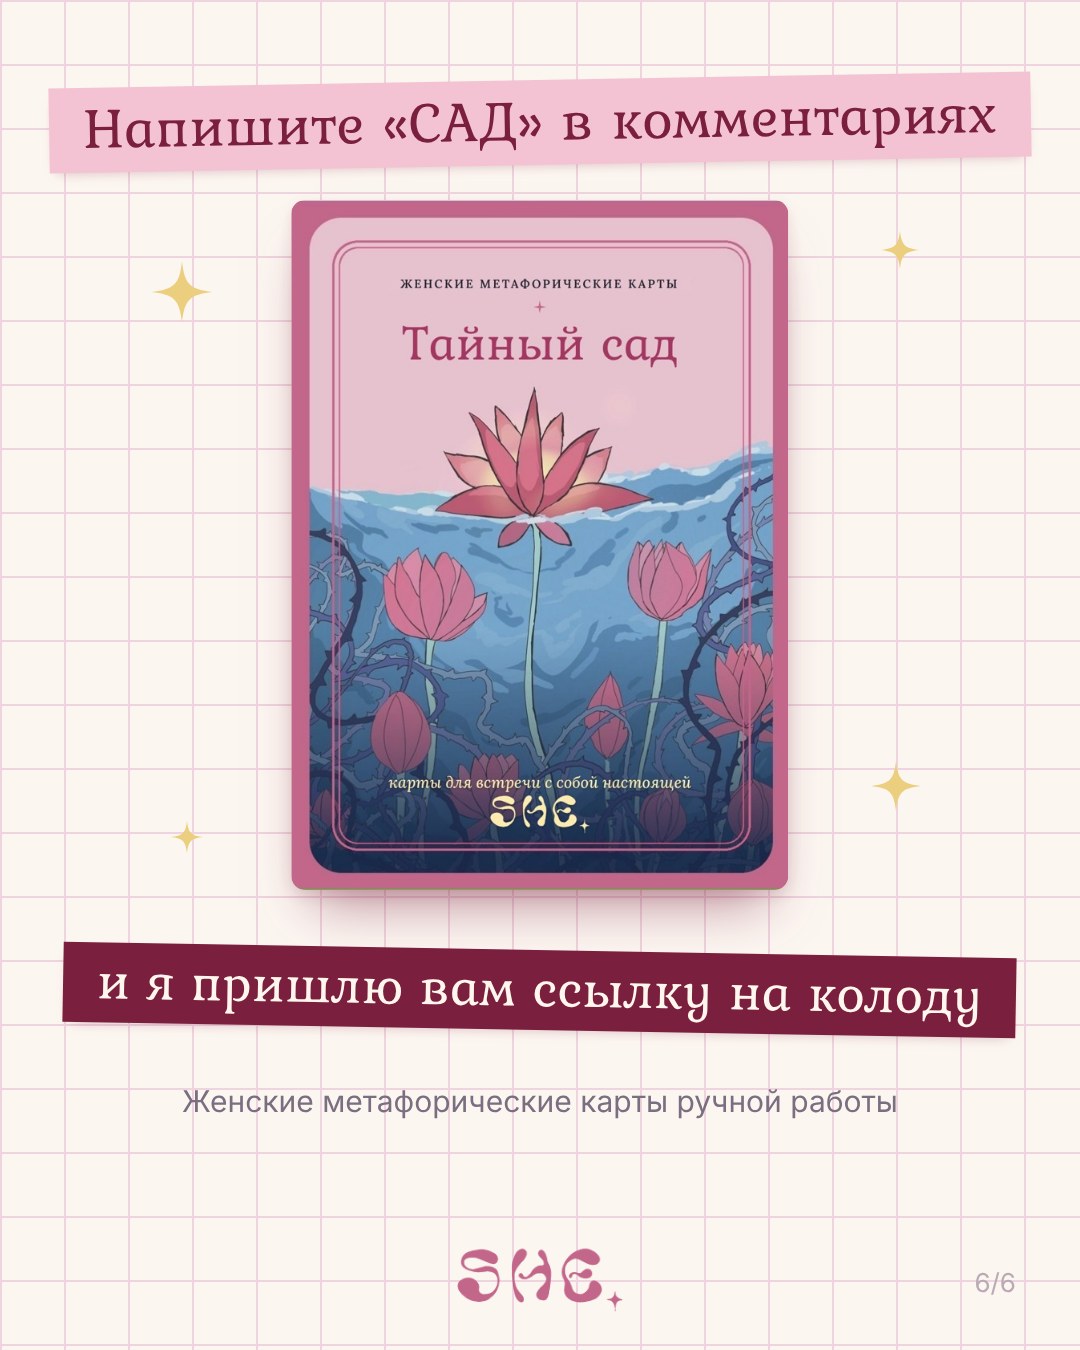 Напишите «САД» в комментариях
ЖЕНСКИЕ МЕТАФОРИЧЕСКИЕ КАРТЫ
Тайный сад
карты для встречи с собой настоящей
SHE
и я пришлю вам ссылку на колоду
Женские метафорические карты ручной работы
SHE
6/6